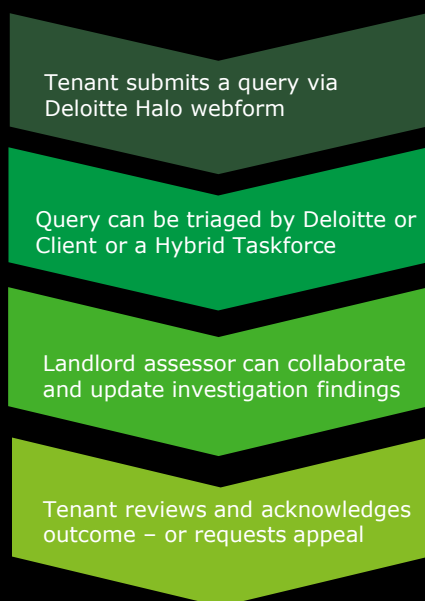 Tenant submits a query via
Deloitte Halo webform
Query can be triaged by Deloitte or
Client or a Hybrid Taskforce
Landlord assessor can collaborate
and update investigation findings
Tenant reviews and acknowledges
outcome – or requests appeal